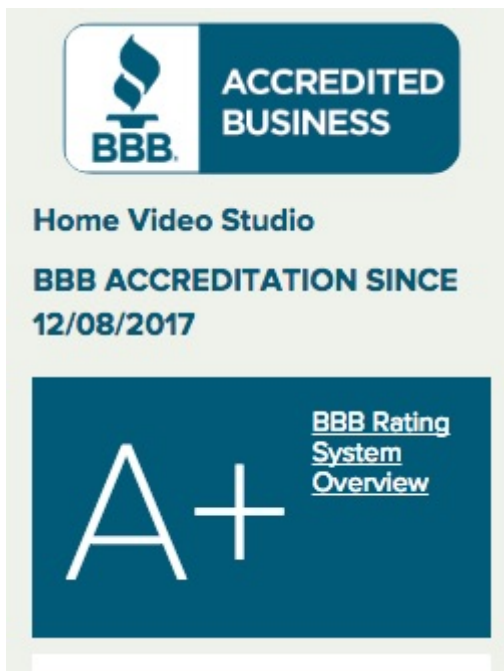 BBB.
ACCREDITED
BUSINESS
Home Video Studio
BBB ACCREDITATION SINCE
12/08/2017
A+
BBB Rating
System
Overview